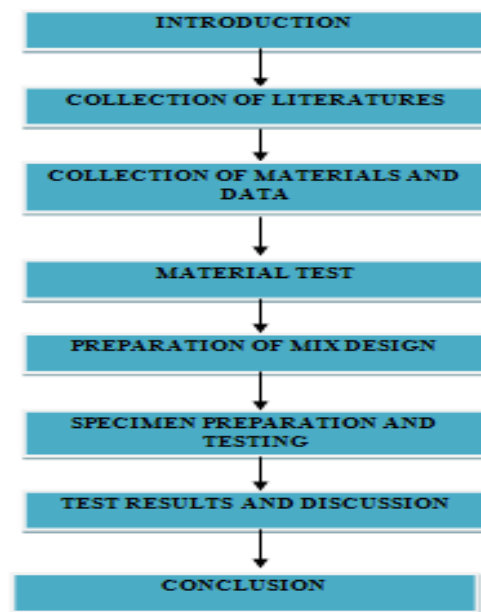 INTRODUCTION
COLLECTION OF LITERATURES
COLLECTION OF MATERIALS AND
DATA
MATERIAL TEST
PREPARATION OF MIX DESIGN
SPECIMEN PREPARATION AND
TESTING
TEST RESULTS AND DISCUSSION
CONCLUSION